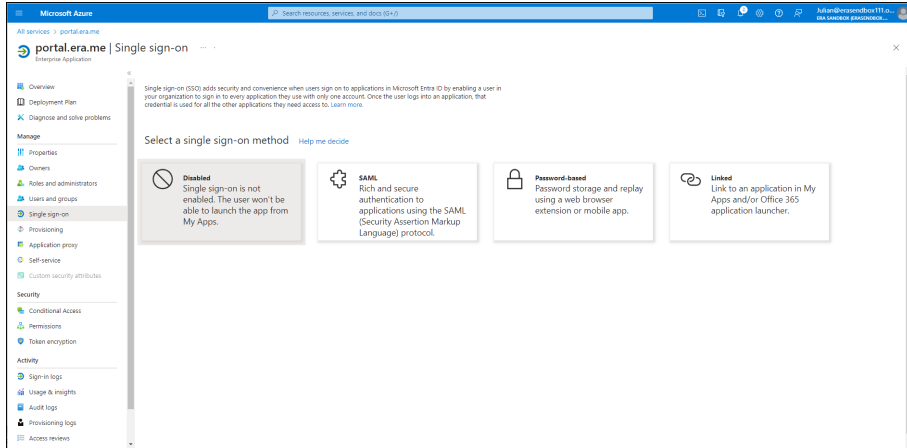 Microsoft Azure
Search resources, services, and docs (G+/)
Julian@erasendbox111.o...
ERA SANDBOX (ERASENDBOX....
All services > portal.era.me
portal.era.me | Single sign-on
Enterprise Application
Overview
Deployment Plan
Diagnose and solve problems
Manage
Properties
Owners
Roles and administrators
Users and groups
Single sign-on
Provisioning
Application proxy
Self-service
Custom security attributes
Security
Conditional Access
Permissions
Token encryption
Activity
Sign-in logs
Usage & insights
Audit logs
Provisioning logs
Access reviews
Single sign-on (SSO) adds security and convenience when users sign on to applications in Microsoft Entra ID by enabling a user in
your organization to sign in to every application they use with only one account. Once the user logs into an application, that
credential is used for all the other applications they need access to. Learn more.
Select a single sign-on method Help me decide
Disabled
Single sign-on is not
enabled. The user won't be
able to launch the app from
My Apps.
SAML
Rich and secure
authentication to
applications using the SAML
(Security Assertion Markup
Language) protocol.
Password-based
Password storage and replay
using a web browser
extension or mobile app.
Linked
Link to an application in My
Apps and/or Office 365
application launcher.